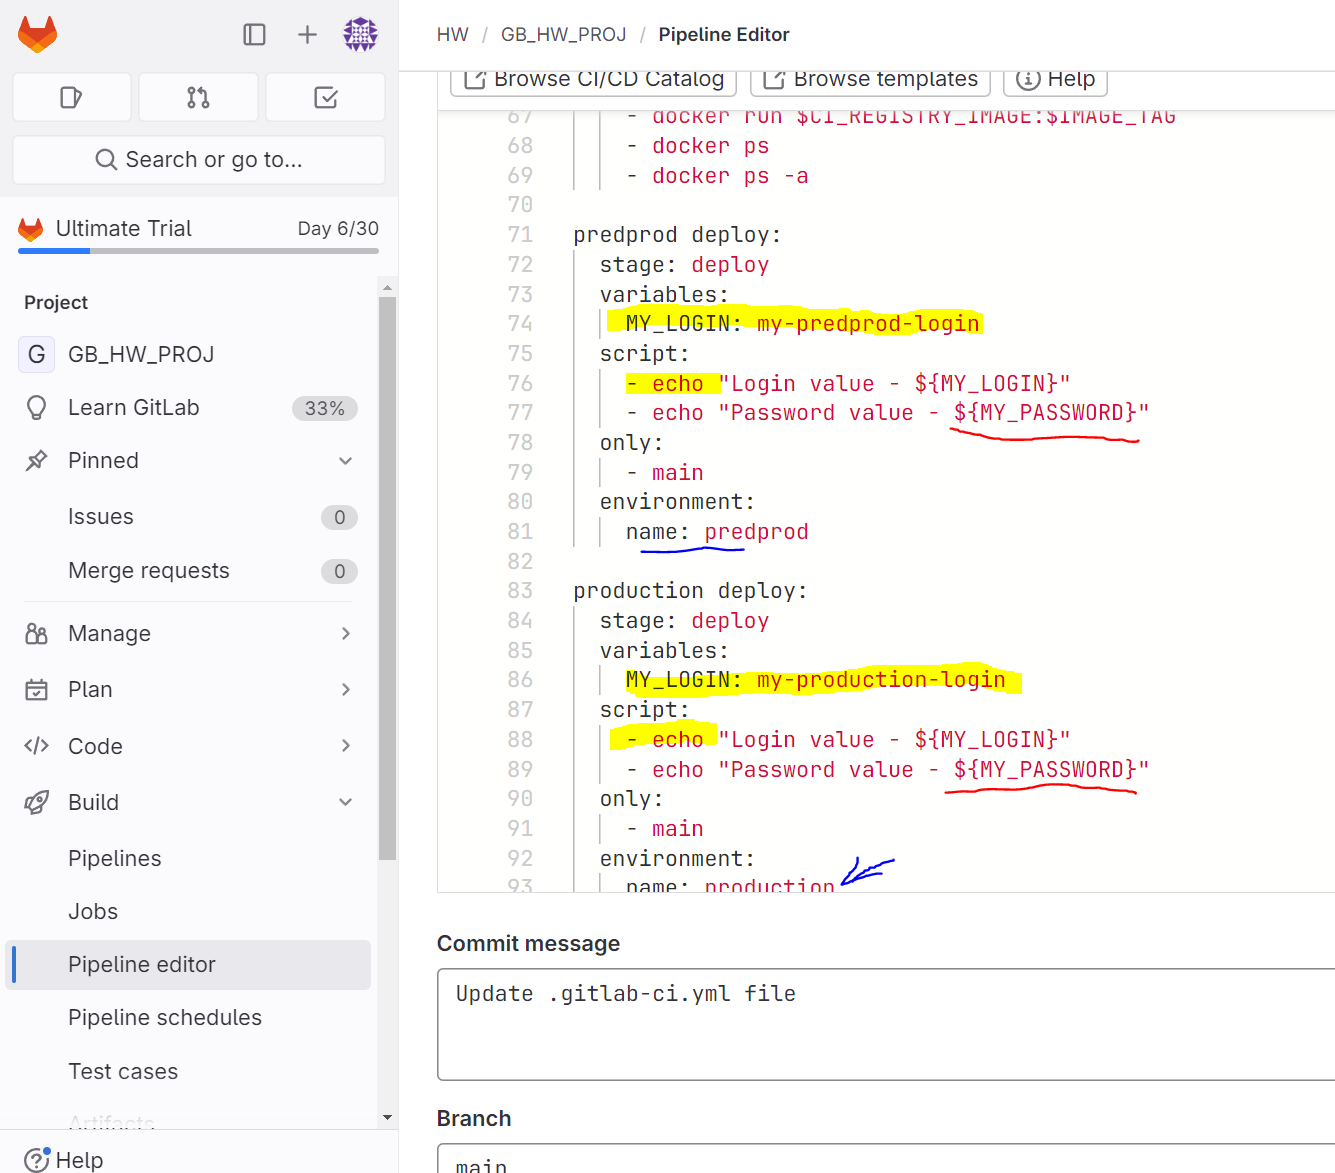 HW / GB_HW_PROJ / Pipeline Editor
Browse CI/CD Catalog
Browse templates
Help
Search or go to...
Ultimate Trial
Day 6/30
Project
G GB_HW_PROJ
Learn GitLab 33%
Pinned
Issues 0
Merge requests 0
Manage
Plan
Code
Build
Pipelines
Jobs
Pipeline editor
Pipeline schedules
Test cases
Artifacts
Help
67 - docker run $CI_REGISTRY_IMAGE:$IMAGE_TAG
68 - docker ps
69 - docker ps -a
70
71 predprod deploy:
72 stage: deploy
73 variables:
74 MY_LOGIN: my-predprod-login
75 script:
76 - echo "Login value - ${MY_LOGIN}"
77 - echo "Password value - ${MY_PASSWORD}"
78 only:
79 - main
80 environment:
81 name: predprod
82
83 production deploy:
84 stage: deploy
85 variables:
86 MY_LOGIN: my-production-login
87 script:
88 - echo "Login value - ${MY_LOGIN}"
89 - echo "Password value - ${MY_PASSWORD}"
90 only:
91 - main
92 environment:
93 name: production
Commit message
Update .gitlab-ci.yml file
Branch
main